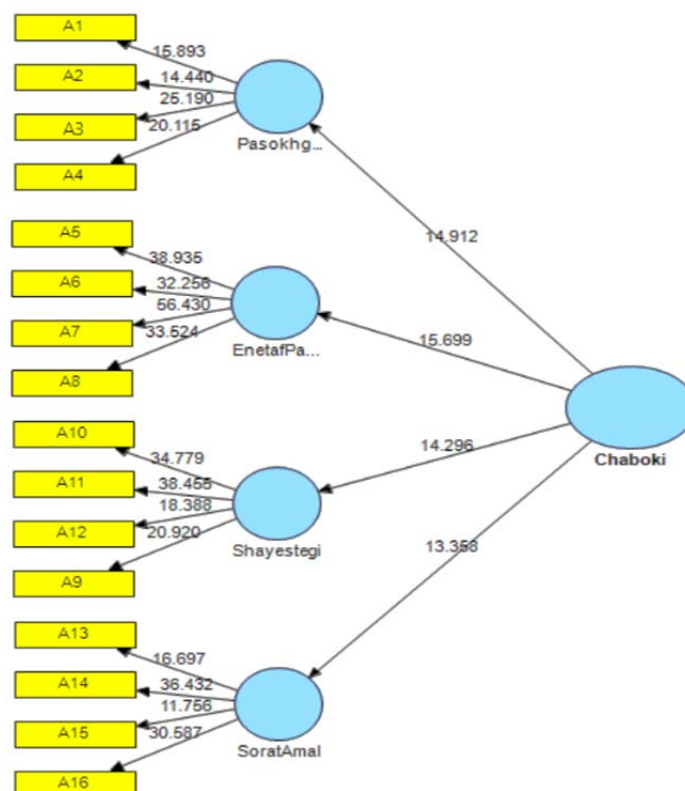 A1
15.893
A2
14.440
25.190
A3
20.115
A4
Pasokhg...
14.912
A5
38.935
A6
32.256
56.430
A7
33.524
A8
EnetafPa...
15.699
A10
34.779
A11
38.455
18.388
A12
20.920
A9
Shayestegi
14.296
Chaboki
13.358
A13
16.697
A14
36.432
11.756
A15
30.587
A16
SoratAmal